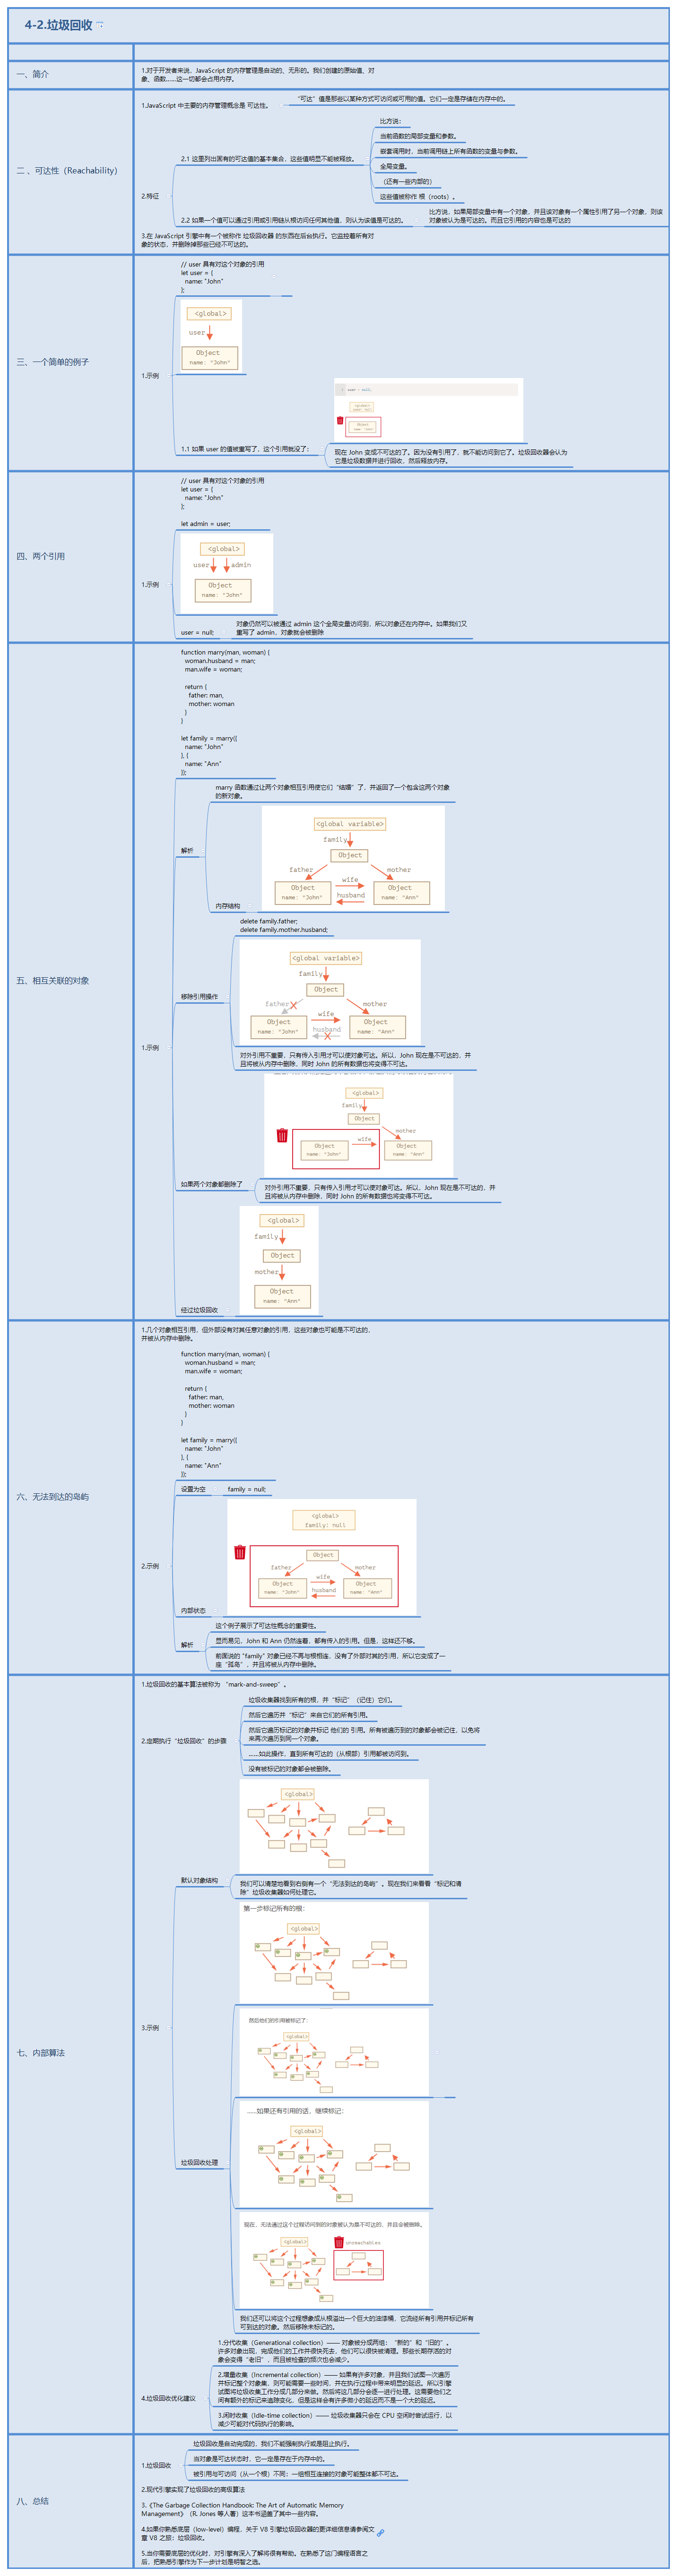 4-2.垃圾回收
一、简介
1.对于开发者来说，JavaScript 的内存管理是自动的、无形的。我们创建的原始值、对
象、函数……这一切都会占用内存。
二 、可达性（Reachability）
1.JavaScript 中主要的内存管理概念是 可达性。
“可达”值是那些以某种方式可访问或可用的值。它们一定是存储在内存中的。
2.特征
2.1 这里列出固有的可达值的基本集合，这些值明显不能被释放。
比方说：
当前函数的局部变量和参数。
嵌套调用时，当前调用链上所有函数的变量与参数。
全局变量。
（还有一些内部的）
这些值被称作 根（roots）。
2.2 如果一个值可以通过引用或引用链从根访问任何其他值，则认为该值是可达的。
比方说，如果局部变量中有一个对象，并且该对象有一个属性引用了另一个对象，则该
对象被认为是可达的。而且它引用的内容也是可达的
3.在 JavaScript 引擎中有一个被称作 垃圾回收器 的东西在后台执行。它监控着所有对
象的状态，并删除掉那些已经不可达的。
三、一个简单的例子
1.示例
// user 具有对这个对象的引用
let user = {
name: "John"
};
<global>
user
Object
name: "John"
1.1 如果 user 的值被重写了，这个引用就没了：
user = null;
<global>
user: null
Object
name: "John"
现在 John 变成不可达的了。因为没有引用了，就不能访问到它了。垃圾回收器会认为
它是垃圾数据并进行回收，然后释放内存。
四、两个引用
1.示例
// user 具有对这个对象的引用
let user = {
name: "John"
};
let admin = user;
<global>
user admin
Object
name: "John"
user = null;
对象仍然可以被通过 admin 这个全局变量访问到，所以对象还在内存中。如果我们又
重写了 admin，对象就会被删除
五、相互关联的对象
1.示例
function marry(man, woman) {
woman.husband = man;
man.wife = woman;
return {
father: man,
mother: woman
}
}
let family = marry({
name: "John"
}, {
name: "Ann"
});
解析
marry 函数通过让两个对象相互引用使它们“结婚”了，并返回了一个包含这两个对象
的新对象。
内存结构
<global variable>
family
Object
father mother
wife
Object Object
name: "John" husband name: "Ann"
移除引用操作
delete family.father;
delete family.mother.husband;
<global variable>
family
Object
father mother
wife
Object Object
name: "John" husband name: "Ann"
对外引用不重要，只有传入引用才可以使对象可达。所以，John 现在是不可达的，并
且将被从内存中删除，同时 John 的所有数据也将变得不可达。
如果两个对象都删除了
<global>
family
Object
mother
wife
Object Object
name: "John" name: "Ann"
对外引用不重要，只有传入引用才可以使对象可达。所以，John 现在是不可达的，并
且将被从内存中删除，同时 John 的所有数据也将变得不可达。
经过垃圾回收
<global>
family
Object
mother
Object
name: "Ann"
六、无法到达的岛屿
1.几个对象相互引用，但外部没有对其任意对象的引用，这些对象也可能是不可达的，
并被从内存中删除。
2.示例
function marry(man, woman) {
woman.husband = man;
man.wife = woman;
return {
father: man,
mother: woman
}
}
let family = marry({
name: "John"
}, {
name: "Ann"
});
设置为空
family = null;
内部状态
<global>
family: null
Object
father mother
wife
Object Object
name: "John" husband name: "Ann"
解析
这个例子展示了可达性概念的重要性。
显而易见，John 和 Ann 仍然连着，都有传入的引用。但是，这样还不够。
前面说的 "family" 对象已经不再与根相连，没有了外部对其的引用，所以它变成了一
座“孤岛”，并且将被从内存中删除。
七、内部算法
1.垃圾回收的基本算法被称为 “mark-and-sweep”。
2.定期执行“垃圾回收”的步骤
垃圾收集器找到所有的根，并“标记”（记住）它们。
然后它遍历并“标记”来自它们的所有引用。
然后它遍历标记的对象并标记 他们的 引用。所有被遍历到的对象都会被记住，以免将
来再次遍历到同一个对象。
……如此操作，直到所有可达的（从根部）引用都被访问到。
没有被标记的对象都会被删除。
3.示例
默认对象结构
<global>
我们可以清楚地看到右侧有一个“无法到达的岛屿”。现在我们来看看“标记和清
除”垃圾收集器如何处理它。
垃圾回收处理
第一步标记所有的根：
<global>
然后他们的引用被标记了：
<global>
……如果还有引用的话，继续标记：
<global>
现在，无法通过这个过程访问到的对象被认为是不可达的，并且会被删除。
<global>
unreachables
我们还可以将这个过程想象成从根溢出一个巨大的油漆桶，它流经所有引用并标记所有
可到达的对象。然后移除未标记的。
4.垃圾回收优化建议
1.分代收集（Generational collection）—— 对象被分成两组：“新的”和“旧的”。
许多对象出现，完成他们的工作并很快死去，他们可以很快被清理。那些长期存活的对
象会变得“老旧”，而且被检查的频次也会减少。
2.增量收集（Incremental collection）—— 如果有许多对象，并且我们试图一次遍历
并标记整个对象集，则可能需要一些时间，并在执行过程中带来明显的延迟。所以引擎
试图将垃圾收集工作分成几部分来做。然后将这几部分会逐一进行处理。这需要他们之
间有额外的标记来追踪变化，但是这样会有许多微小的延迟而不是一个大的延迟。
3.闲时收集（Idle-time collection）—— 垃圾收集器只会在 CPU 空闲时尝试运行，以
减少可能对代码执行的影响。
八、总结
1.垃圾回收
垃圾回收是自动完成的，我们不能强制执行或是阻止执行。
当对象是可达状态时，它一定是存在于内存中的。
被引用与可访问（从一个根）不同：一组相互连接的对象可能整体都不可达。
2.现代引擎实现了垃圾回收的高级算法
3.《The Garbage Collection Handbook: The Art of Automatic Memory
Management》（R. Jones 等人著）这本书涵盖了其中一些内容。
4.如果你熟悉底层（low-level）编程，关于 V8 引擎垃圾回收器的更详细信息请参阅文
章 V8 之旅：垃圾回收。
5.当你需要底层的优化时，对引擎有深入了解将很有帮助。在熟悉了这门编程语言之
后，把熟悉引擎作为下一步计划是明智之选。